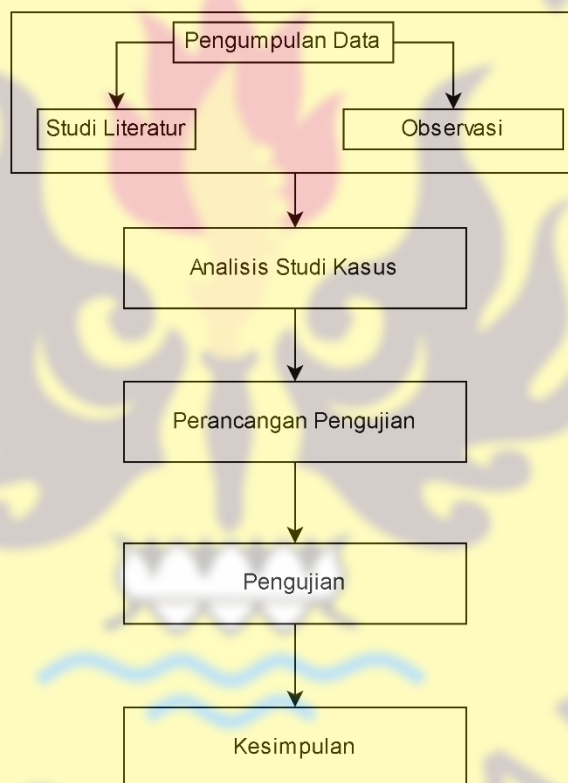 Pengumpulan Data
Studi Literatur
Observasi
Analisis Studi Kasus
Perancangan Pengujian
Pengujian
Kesimpulan